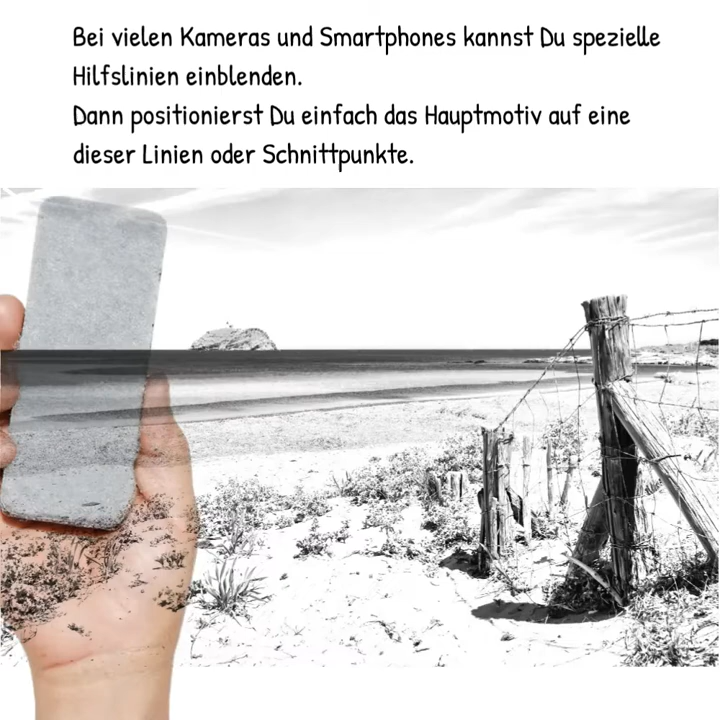 Bei vielen Kameras und Smartphones kannst Du spezielle
Hilfslinien einblenden.
Dann positionierst Du einfach das Hauptmotiv auf eine
dieser Linien oder Schnittpunkte.